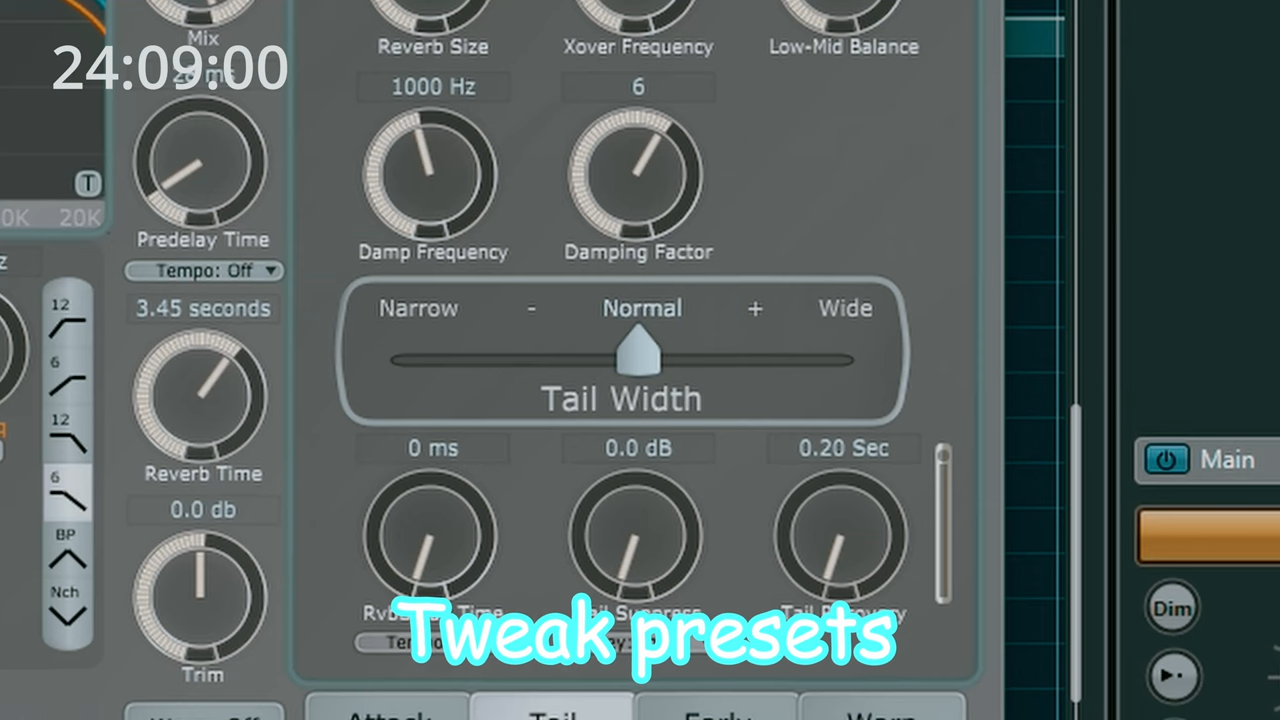 Mix
Reverb Size
Xover Frequency
Low-Mid Balance
24:09:00
1000 Hz
6
T
20K
Predelay Time
Damp Frequency
Damping Factor
Tempo: Off
3.45 seconds
Narrow
-
Normal
+
Wide
12
6
12
6
BP
Nch
Tail Width
0 ms
0.0 dB
0.20 Sec
Reverb Time
0.0 db
Trim
Main
Dim
Tweak presets
Tail